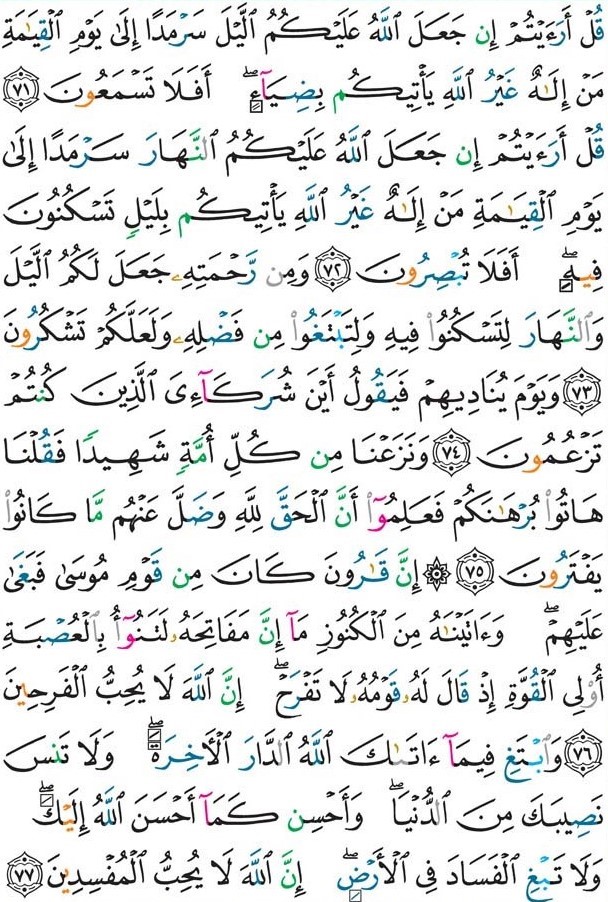 قُلْ أَرَءَيْتُمْ إِن جَعَلَ ٱللَّهُ عَلَيْكُمُ ٱلَّيْلَ سَرْمَدًا إِلَىٰ يَوْمِ ٱلْقِيَـٰمَةِ
مَنْ إِلَـٰهٌ غَيْرُ ٱللَّهِ يَأْتِيكُم بِضِيَآءٍ ۖ أَفَلَا تَسْمَعُونَ ٧١
قُلْ أَرَءَيْتُمْ إِن جَعَلَ ٱللَّهُ عَلَيْكُمُ ٱلنَّهَارَ سَرْمَدًا إِلَىٰ
يَوْمِ ٱلْقِيَـٰمَةِ مَنْ إِلَـٰهٌ غَيْرُ ٱللَّهِ يَأْتِيكُم بِلَيْلٍ تَسْكُنُونَ
فِيهِ ۖ أَفَلَا تُبْصِرُونَ ٧٢ وَمِن رَّحْمَتِهِۦ جَعَلَ لَكُمُ ٱلَّيْلَ
وَٱلنَّهَارَ لِتَسْكُنُوا۟ فِيهِ وَلِتَبْتَغُوا۟ مِن فَضْلِهِۦ وَلَعَلَّكُمْ تَشْكُرُونَ
٧٣ وَيَوْمَ يُنَادِيهِمْ فَيَقُولُ أَيْنَ شُرَكَآءِىَ ٱلَّذِينَ كُنتُمْ
تَزْعُمُونَ ٧٤ وَنَزَعْنَا مِن كُلِّ أُمَّةٍ شَهِيدًا فَقُلْنَا
هَاتُوا۟ بُرْهَـٰنَكُمْ فَعَلِمُوٓا۟ أَنَّ ٱلْحَقَّ لِلَّهِ وَضَلَّ عَنْهُم مَّا كَانُوا۟
يَفْتَرُونَ ٧٥ ۞ إِنَّ قَـٰرُونَ كَانَ مِن قَوْمِ مُوسَىٰ فَبَغَىٰ
عَلَيْهِمْ ۖ وَءَاتَيْنَـٰهُ مِنَ ٱلْكُنُوزِ مَآ إِنَّ مَفَاتِحَهُۥ لَتَنُوٓأُ بِٱلْعُصْبَةِ
أُو۟لِى ٱلْقُوَّةِ إِذْ قَالَ لَهُۥ قَوْمُهُۥ لَا تَفْرَحْ ۖ إِنَّ ٱللَّهَ لَا يُحِبُّ ٱلْفَرِحِينَ
٧٦ وَٱبْتَغِ فِيمَآ ءَاتَىٰكَ ٱللَّهُ ٱلدَّارَ ٱلْـَٔاخِرَةَ ۖ وَلَا تَنسَ
نَصِيبَكَ مِنَ ٱلدُّنْيَا ۖ وَأَحْسِن كَمَآ أَحْسَنَ ٱللَّهُ إِلَيْكَ ۖ
وَلَا تَبْغِ ٱلْفَسَادَ فِى ٱلْأَرْضِ ۖ إِنَّ ٱللَّهَ لَا يُحِبُّ ٱلْمُفْسِدِينَ ٧٧